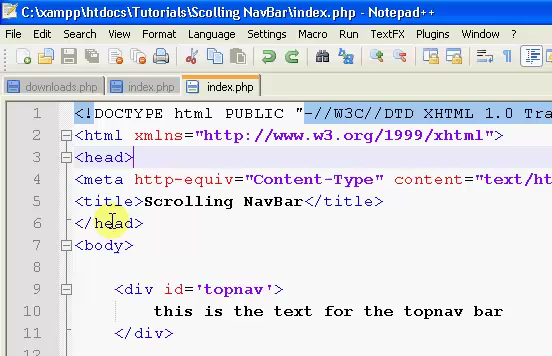 C:\xampp\htdocs\Tutorials\Scolling NavBar\index.php - Notepad++
File Edit Search View Encoding Language Settings Macro Run TextFX Plugins Window ?
downloads.php index.php index.php
1 <!DOCTYPE html PUBLIC "-//W3C//DTD XHTML 1.0 Tra
2 <html xmlns="http://www.w3.org/1999/xhtml">
3 <head>
4 <meta http-equiv="Content-Type" content="text/ht
5 <title>Scrolling NavBar</title>
6 </head>
7 <body>
8
9 <div id='topnav'>
10 this is the text for the topnav bar
11 </div>